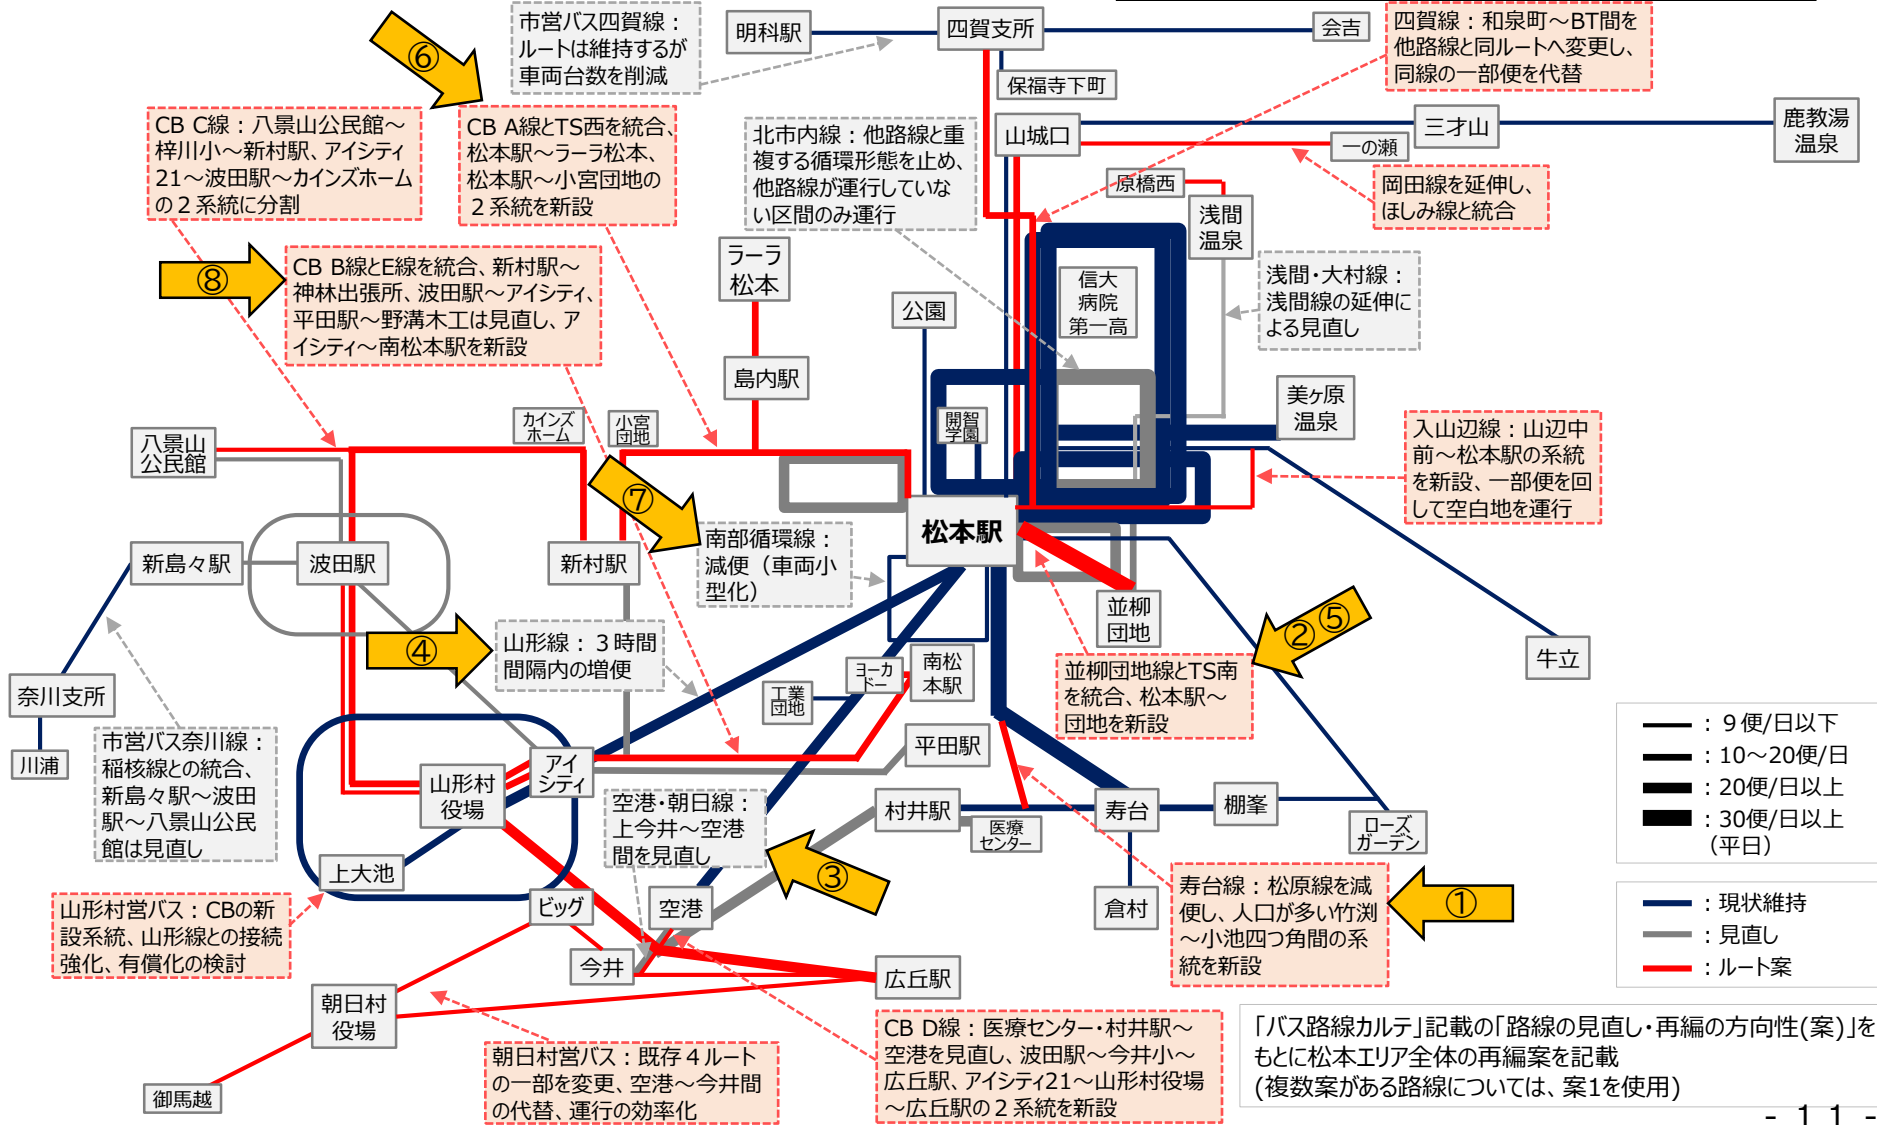 市営バス四賀線：
ルートは維持するが
車両台数を削減
明科駅
四賀支所
会吉
保福寺下町
四賀線：和泉町～BT間を
他路線と同ルートへ変更し、
同線の一部便を代替
⑥
CB C線：八景山公民館～
梓川小～新村駅、アイシティ
21～波田駅～カインズホーム
の２系統に分割
CB A線とTS西を統合、
松本駅～ラーラ松本、
松本駅～小宮団地の
２系統を新設
北市内線：他路線と重
複する循環形態を止め、
他路線が運行していな
い区間のみ運行
山城口
三才山
鹿教湯
温泉
一の瀬
岡田線を延伸し、
ほしみ線と統合
原橋西
浅間
温泉
⑧
CB B線とE線を統合、新村駅～
神林出張所、波田駅～アイシティ、
平田駅～野溝木工は見直し、ア
イシティ～南松本駅を新設
ラーラ
松本
公園
信大
病院
第一高
浅間・大村線：
浅間線の延伸に
よる見直し
島内駅
美ヶ原
温泉
カインズ
ホーム
小宮
団地
開智
学園
八景山
公民館
入山辺線：山辺中
前～松本駅の系統
を新設、一部便を回
して空白地を運行
⑦
松本駅
南部循環線：
減便（車両小
型化）
新島々駅
波田駅
新村駅
並柳
団地
②⑤
④
山形線：３時間
間隔内の増便
牛立
ヨーカ
ドー
南松
本駅
工業
団地
並柳団地線とTS南
を統合、松本駅～
団地を新設
奈川支所
川浦
市営バス奈川線：
稲核線との統合、
新島々駅～波田
駅～八景山公民
館は見直し
平田駅
アイ
シティ
山形村
役場
：９便/日以下
：10～20便/日
：20便/日以上
：30便/日以上
(平日)
空港・朝日線：
上今井～空港
間を見直し
村井駅
医療
センター
寿台
棚峯
ローズ
ガーデン
上大池
③
寿台線：松原線を減
便し、人口が多い竹渕
～小池四つ角間の系
統を新設
①
：現状維持
：見直し
：ルート案
山形村営バス：CBの新
設系統、山形線との接続
強化、有償化の検討
ビッグ
空港
倉村
今井
広丘駅
朝日村
役場
御馬越
朝日村営バス：既存４ルート
の一部を変更、空港～今井間
の代替、運行の効率化
CB D線：医療センター・村井駅～
空港を見直し、波田駅～今井小～
広丘駅、アイシティ21～山形村役場
～広丘駅の２系統を新設
「バス路線カルテ」記載の「路線の見直し・再編の方向性(案)」を
もとに松本エリア全体の再編案を記載
(複数案がある路線については、案1を使用)
- １１ -